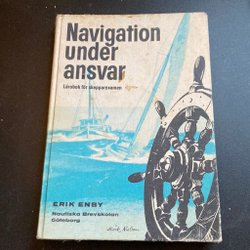 Navigation
under
ansvar
Lärobok för skepparexamen
ERIK ENBY
Nautiska Brevskolan
Göteborg